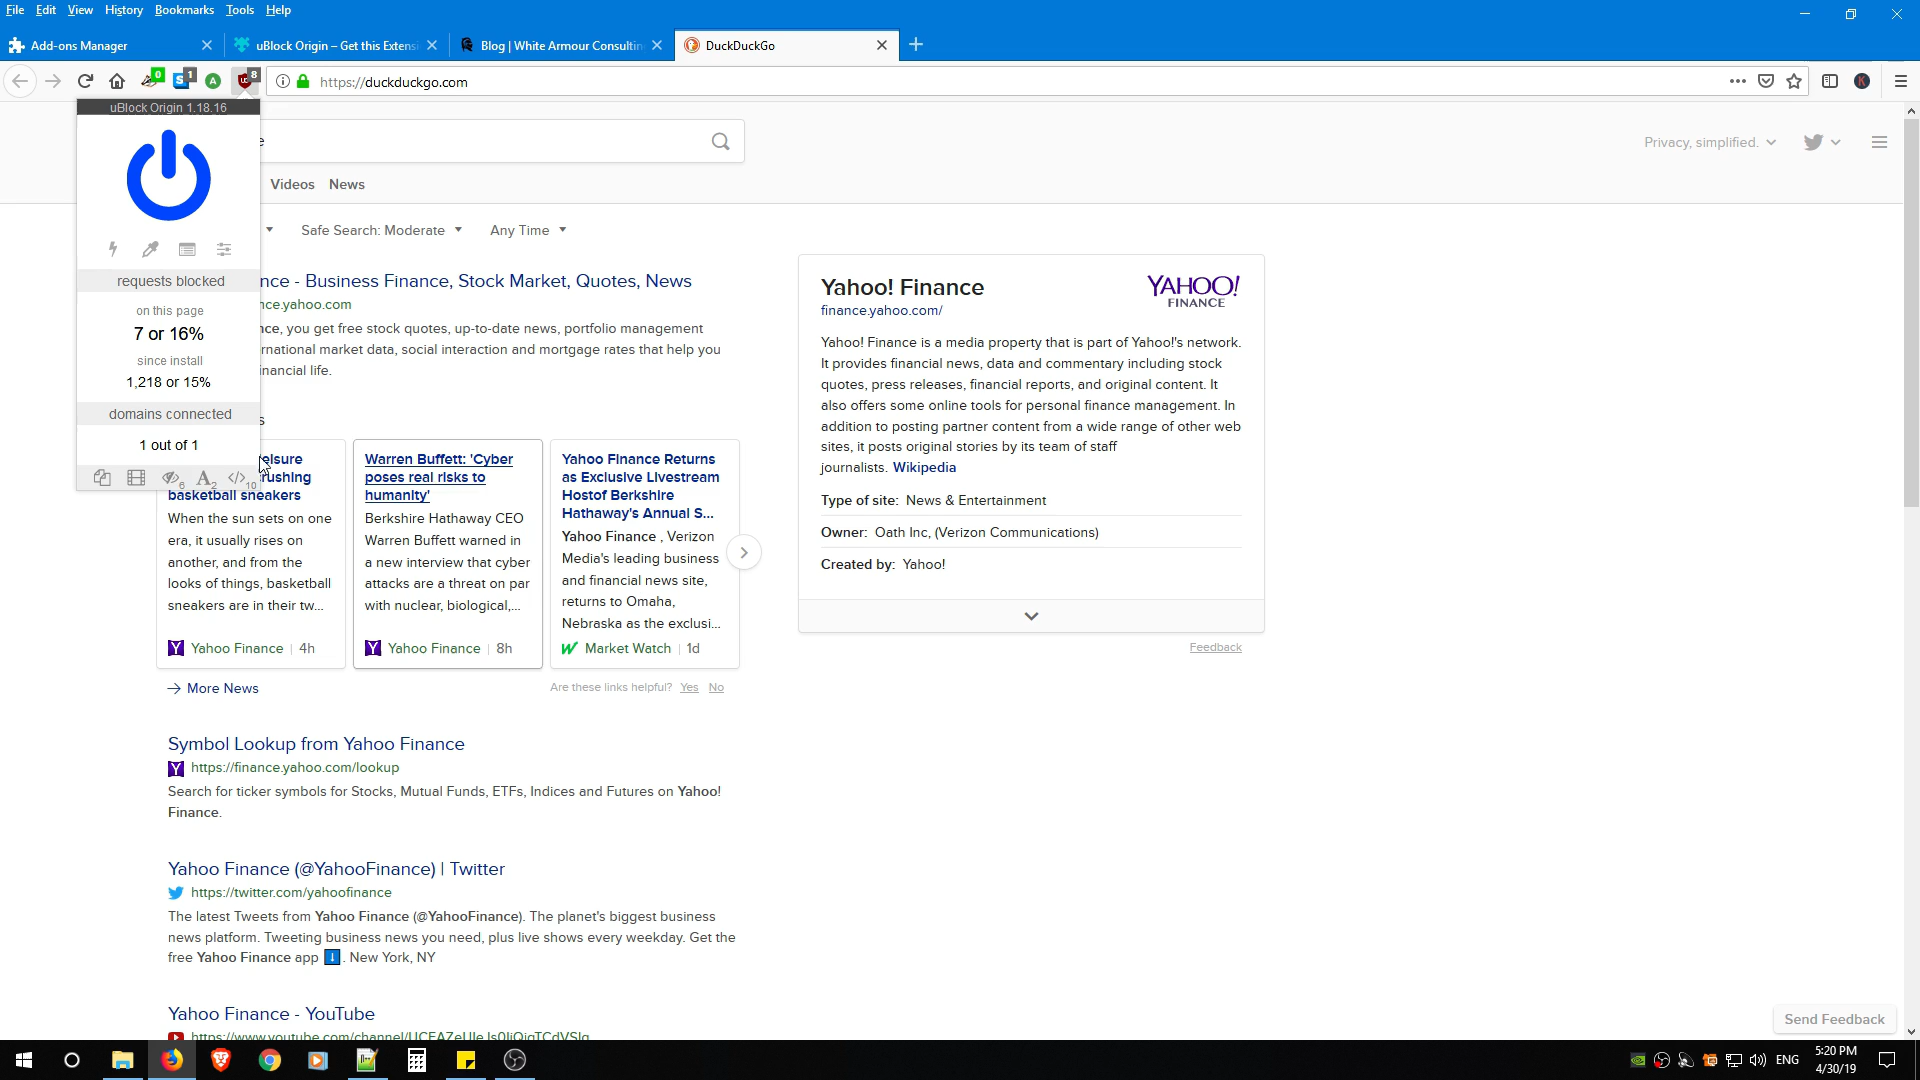 File Edit View History Bookmarks Tools Help
Add-ons Manager
uBlock Origin – Get this Extens
Blog | White Armour Consultin
DuckDuckGo
0
1
8
https://duckduckgo.com
uBlock Origin 1.18.16
e
Privacy, simplified.
Videos News
requests blocked
on this page
7 or 16%
since install
1,218 or 15%
domains connected
1 out of 1
6
2
10
Safe Search: Moderate
Any Time
nce - Business Finance, Stock Market, Quotes, News
nce.yahoo.com
nce, you get free stock quotes, up-to-date news, portfolio management
rnational market data, social interaction and mortgage rates that help you
inancial life.
s
eisure
rushing
basketball sneakers
When the sun sets on one
era, it usually rises on
another, and from the
looks of things, basketball
sneakers are in their tw...
Yahoo Finance | 4h
Warren Buffett: 'Cyber
poses real risks to
humanity'
Berkshire Hathaway CEO
Warren Buffett warned in
a new interview that cyber
attacks are a threat on par
with nuclear, biological,...
Yahoo Finance | 8h
Yahoo Finance Returns
as Exclusive Livestream
Hostof Berkshire
Hathaway's Annual S...
Yahoo Finance , Verizon
Media's leading business
and financial news site,
returns to Omaha,
Nebraska as the exclusi...
Market Watch | 1d
More News
Are these links helpful? Yes No
Symbol Lookup from Yahoo Finance
https://finance.yahoo.com/lookup
Search for ticker symbols for Stocks, Mutual Funds, ETFs, Indices and Futures on Yahoo!
Finance.
Yahoo Finance (@YahooFinance) | Twitter
https://twitter.com/yahoofinance
The latest Tweets from Yahoo Finance (@YahooFinance). The planet's biggest business
news platform. Tweeting business news you need, plus live shows every weekday. Get the
free Yahoo Finance app ⬇. New York, NY
Yahoo Finance - YouTube
Yahoo! Finance
YAHOO!
FINANCE
finance.yahoo.com/
Yahoo! Finance is a media property that is part of Yahoo!'s network.
It provides financial news, data and commentary including stock
quotes, press releases, financial reports, and original content. It
also offers some online tools for personal finance management. In
addition to posting partner content from a wide range of other web
sites, it posts original stories by its team of staff
journalists. Wikipedia
Type of site: News & Entertainment
Owner: Oath Inc, (Verizon Communications)
Created by: Yahoo!
Feedback
Send Feedback
ENG
5:20 PM
4/30/19